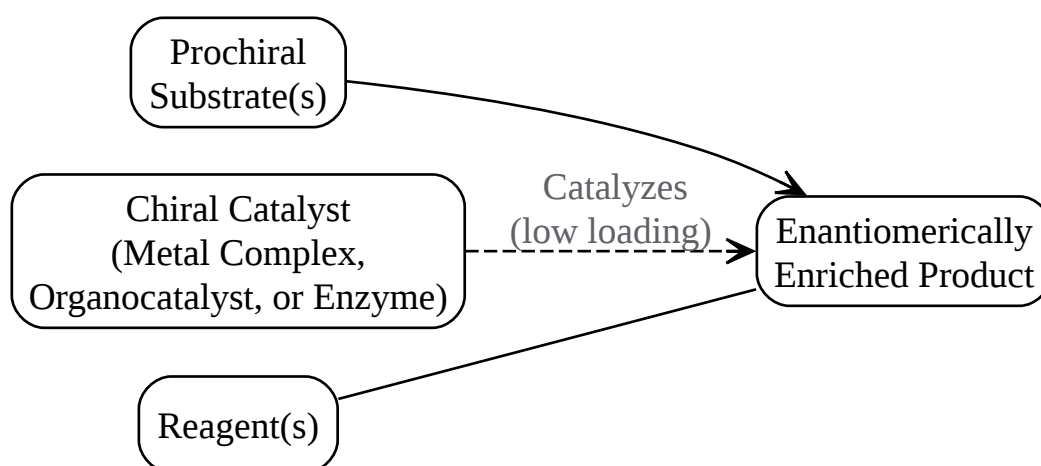 Prochiral
Substrate(s)
Chiral Catalyst
(Metal Complex,
Organocatalyst, or Enzyme)
Catalyzes
(low loading)
Enantiomerically
Enriched Product
Reagent(s)